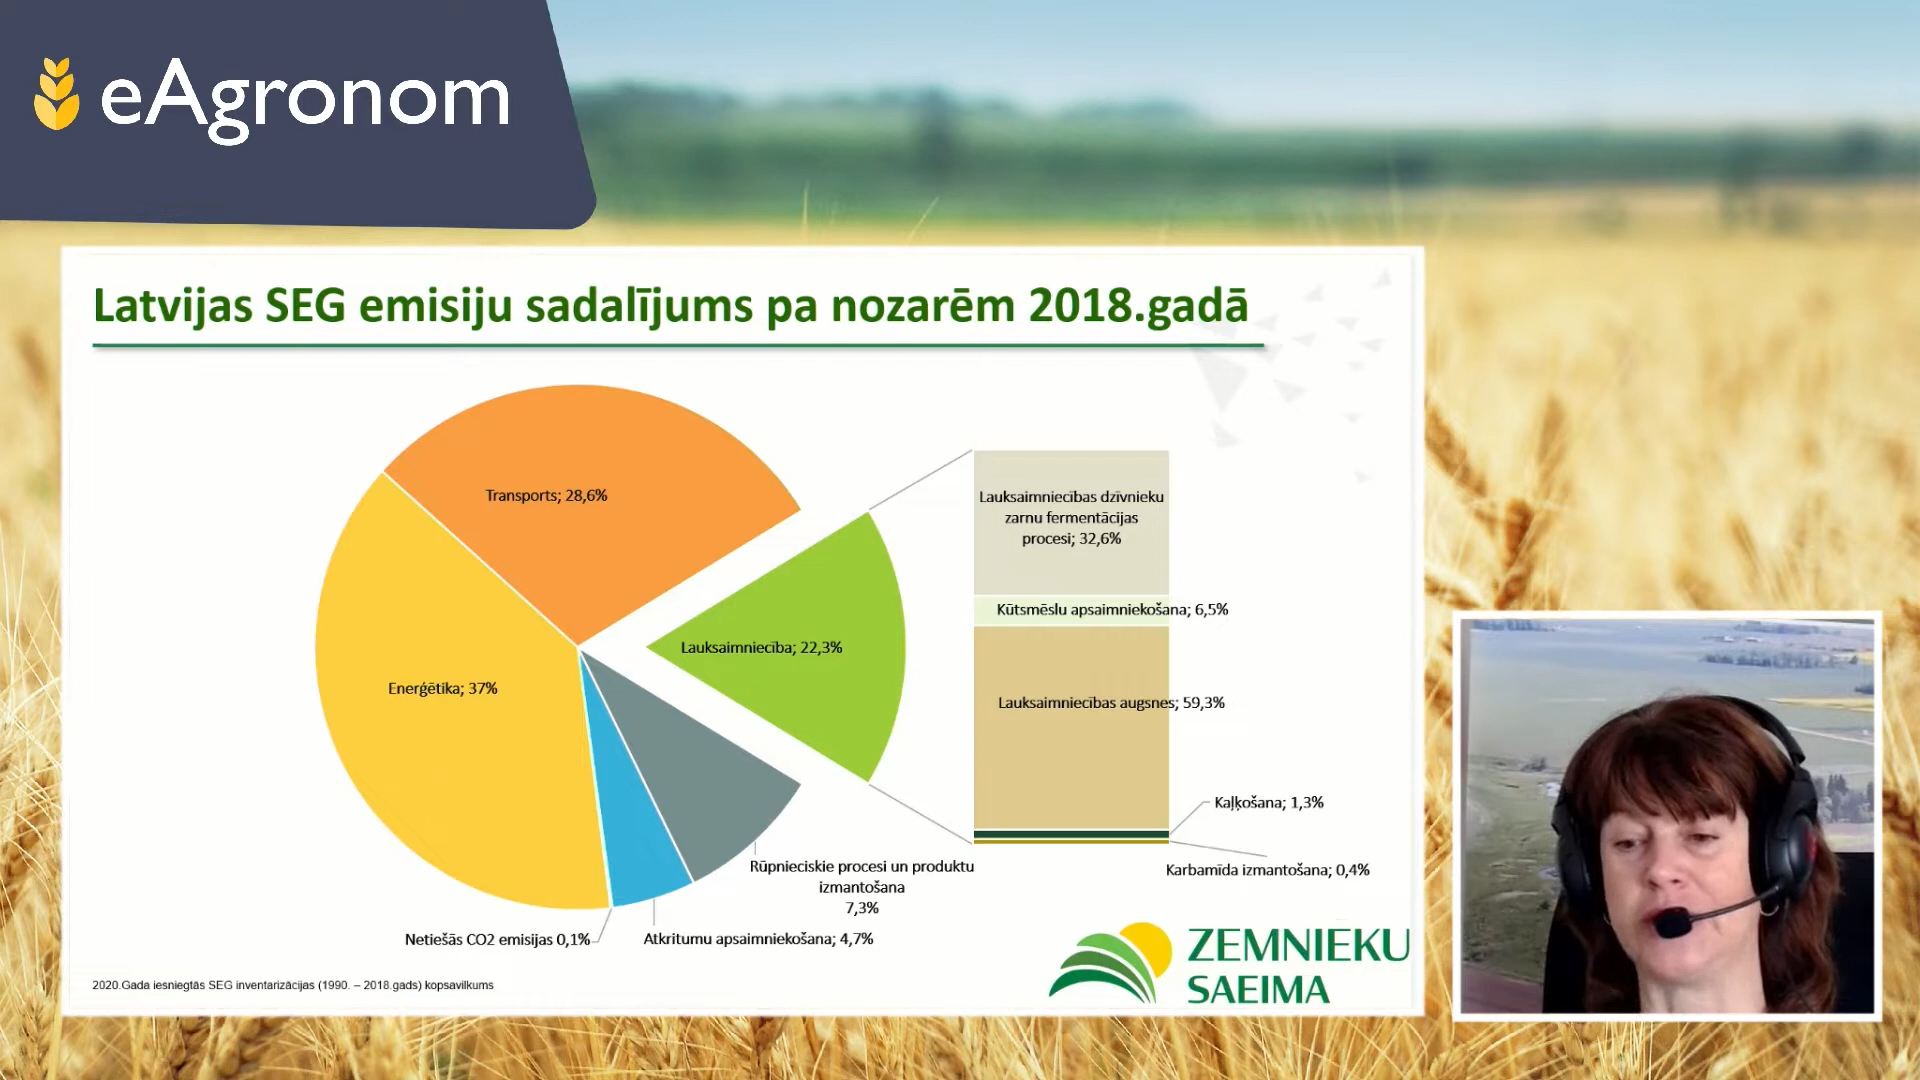 eAgronom
Latvijas SEG emisiju sadalījums pa nozarēm 2018.gadā
Transports; 28,6%
Lauksaimniecības dzīvnieku
zarnu fermentācijas
procesi; 32,6%
Kūtsmēslu apsaimniekošana; 6,5%
Lauksaimniecība; 22,3%
Enerģētika; 37%
Lauksaimniecības augsnes; 59,3%
Kaļķošana; 1,3%
Karbamīda izmantošana; 0,4%
Rūpnieciskie procesi un produktu
izmantošana
7,3%
Netiešās CO2 emisijas 0,1%
Atkritumu apsaimniekošana; 4,7%
ZEMNIEKU
SAEIMA
2020.Gada iesniegtās SEG inventarizācijas (1990. – 2018.gads) kopsavilkums